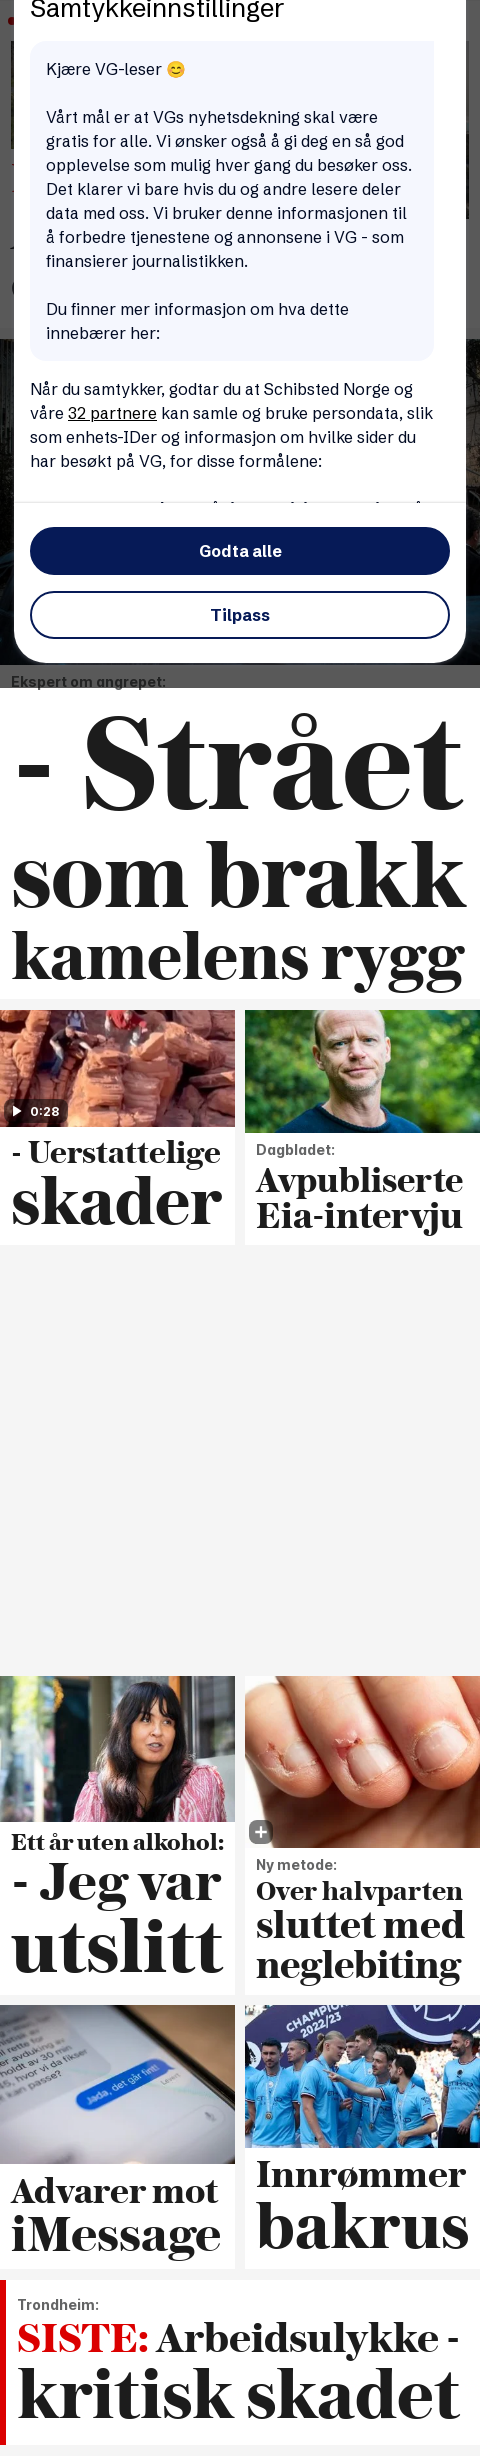 Samtykkeinnstillinger
Kjære VG-leser 😊
Vårt mål er at VGs nyhetsdekning skal være
gratis for alle. Vi ønsker også å gi deg en så god
opplevelse som mulig hver gang du besøker oss.
Det klarer vi bare hvis du og andre lesere deler
data med oss. Vi bruker denne informasjonen til
å forbedre tjenestene og annonsene i VG - som
finansierer journalistikken.
Du finner mer informasjon om hva dette
innebærer her:
Når du samtykker, godtar du at Schibsted Norge og
våre 32 partnere kan samle og bruke persondata, slik
som enhets-IDer og informasjon om hvilke sider du
har besøkt på VG, for disse formålene:
Godta alle
Tilpass
Ekspert om angrepet:
- Strået
som brakk
kamelens rygg
0:28
- Uerstattelige
skader
Dagbladet:
Avpubliserte
Eia-intervju
Ett år uten alkohol:
- Jeg var
utslitt
Ny metode:
Over halvparten
sluttet med
neglebiting
Jada, det går fint!
Advarer mot
iMessage
CHAMPION
2022/23
Innrømmer
bakrus
Trondheim:
SISTE: Arbeidsulykke -
kritisk skadet